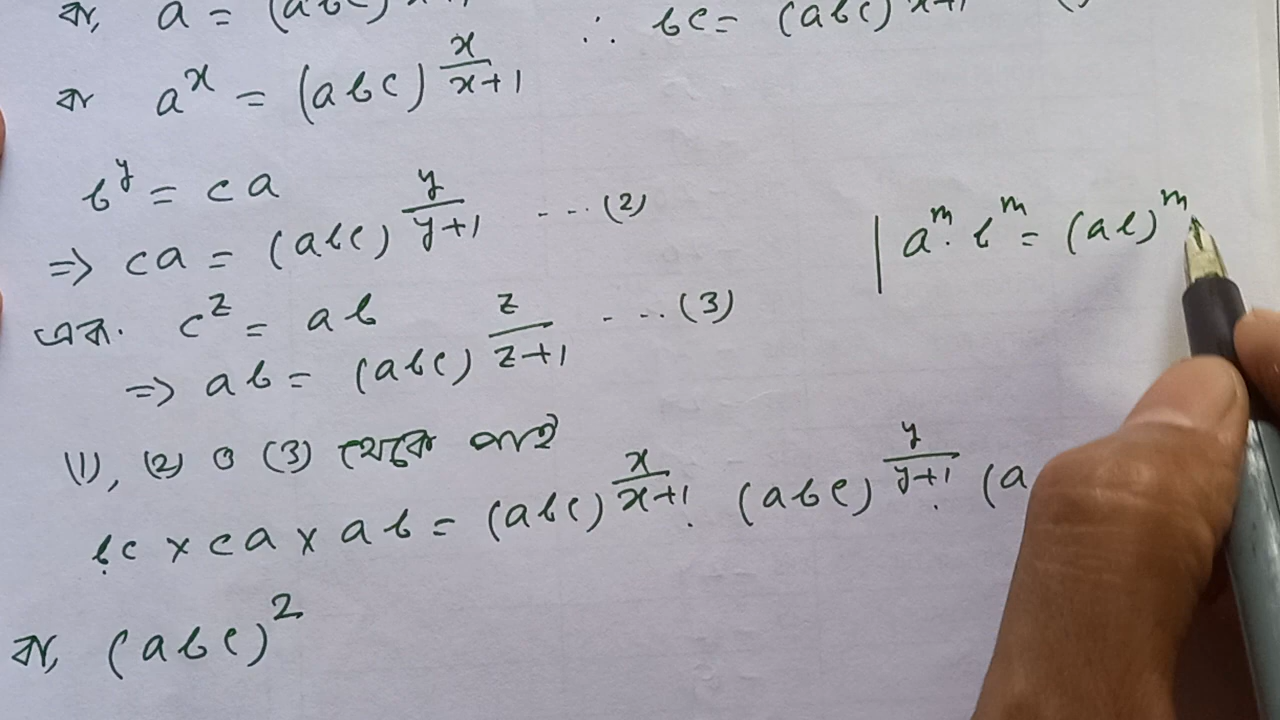 বা, a = (abc)^{x/x+1} ∴ bc = (abc)^{x/x+1}
বা a^x = (abc)^{x/x+1}
b^y = ca
⇒ ca = (abc)^{y/y+1} ---(2)
| a^m . b^m = (ab)^m
এবং. c^z = ab
⇒ ab = (abc)^{z/z+1} ---(3)
(1), (2) ও (3) থেকে পাই
bc × ca × ab = (abc)^{x/x+1} . (abc)^{y/y+1} . (a
বা, (abc)^2